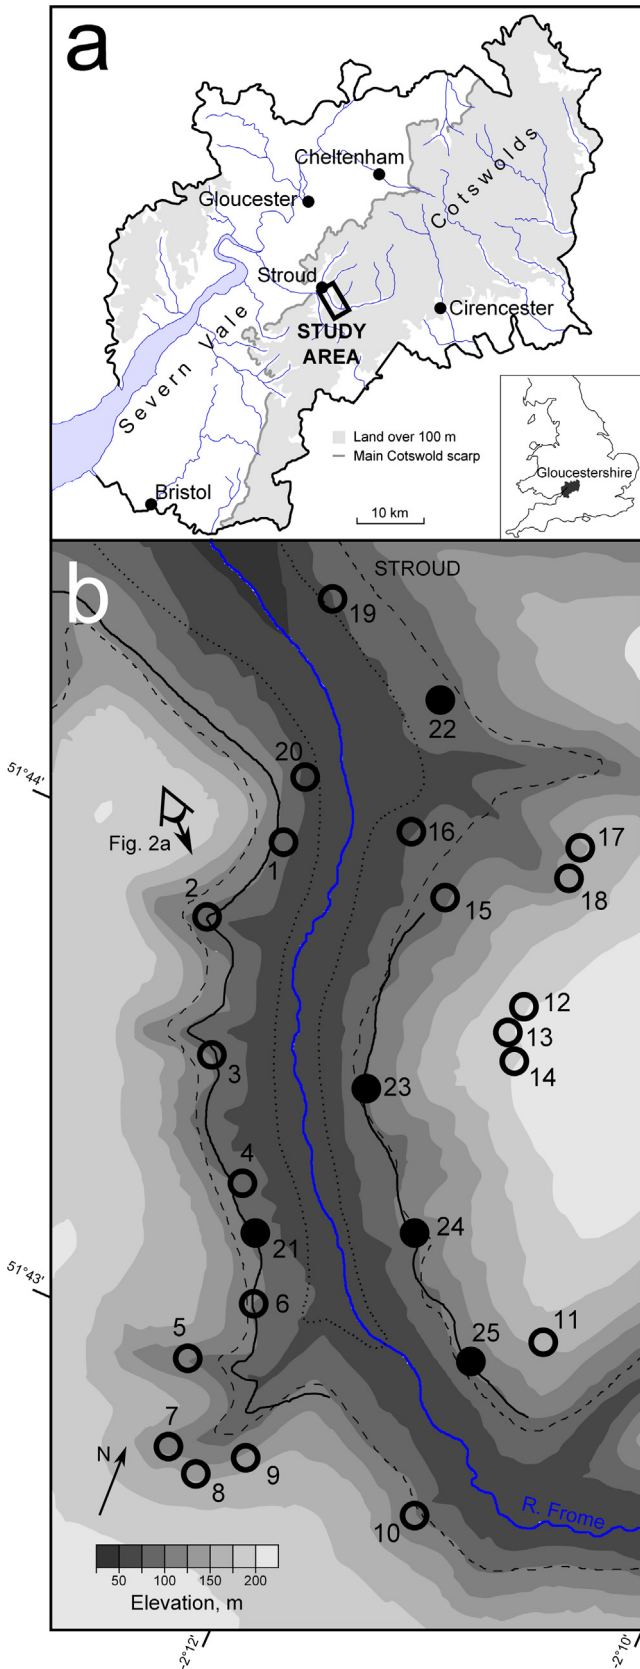 a
Cheltenham
Gloucester
Cotswolds
Stroud
Cirencester
STUDY
AREA
Severn Vale
Land over 100 m
Main Cotswold scarp
Gloucestershire
Bristol
10 km
b
STROUD
19
22
20
51°44'
Fig. 2a
1
16
17
18
2
15
12
13
14
3
23
4
21
24
51°43'
6
5
25
11
7
N
8
9
10
R. Frome
50 100 150 200
Elevation, m
-2°12'
-2°10'